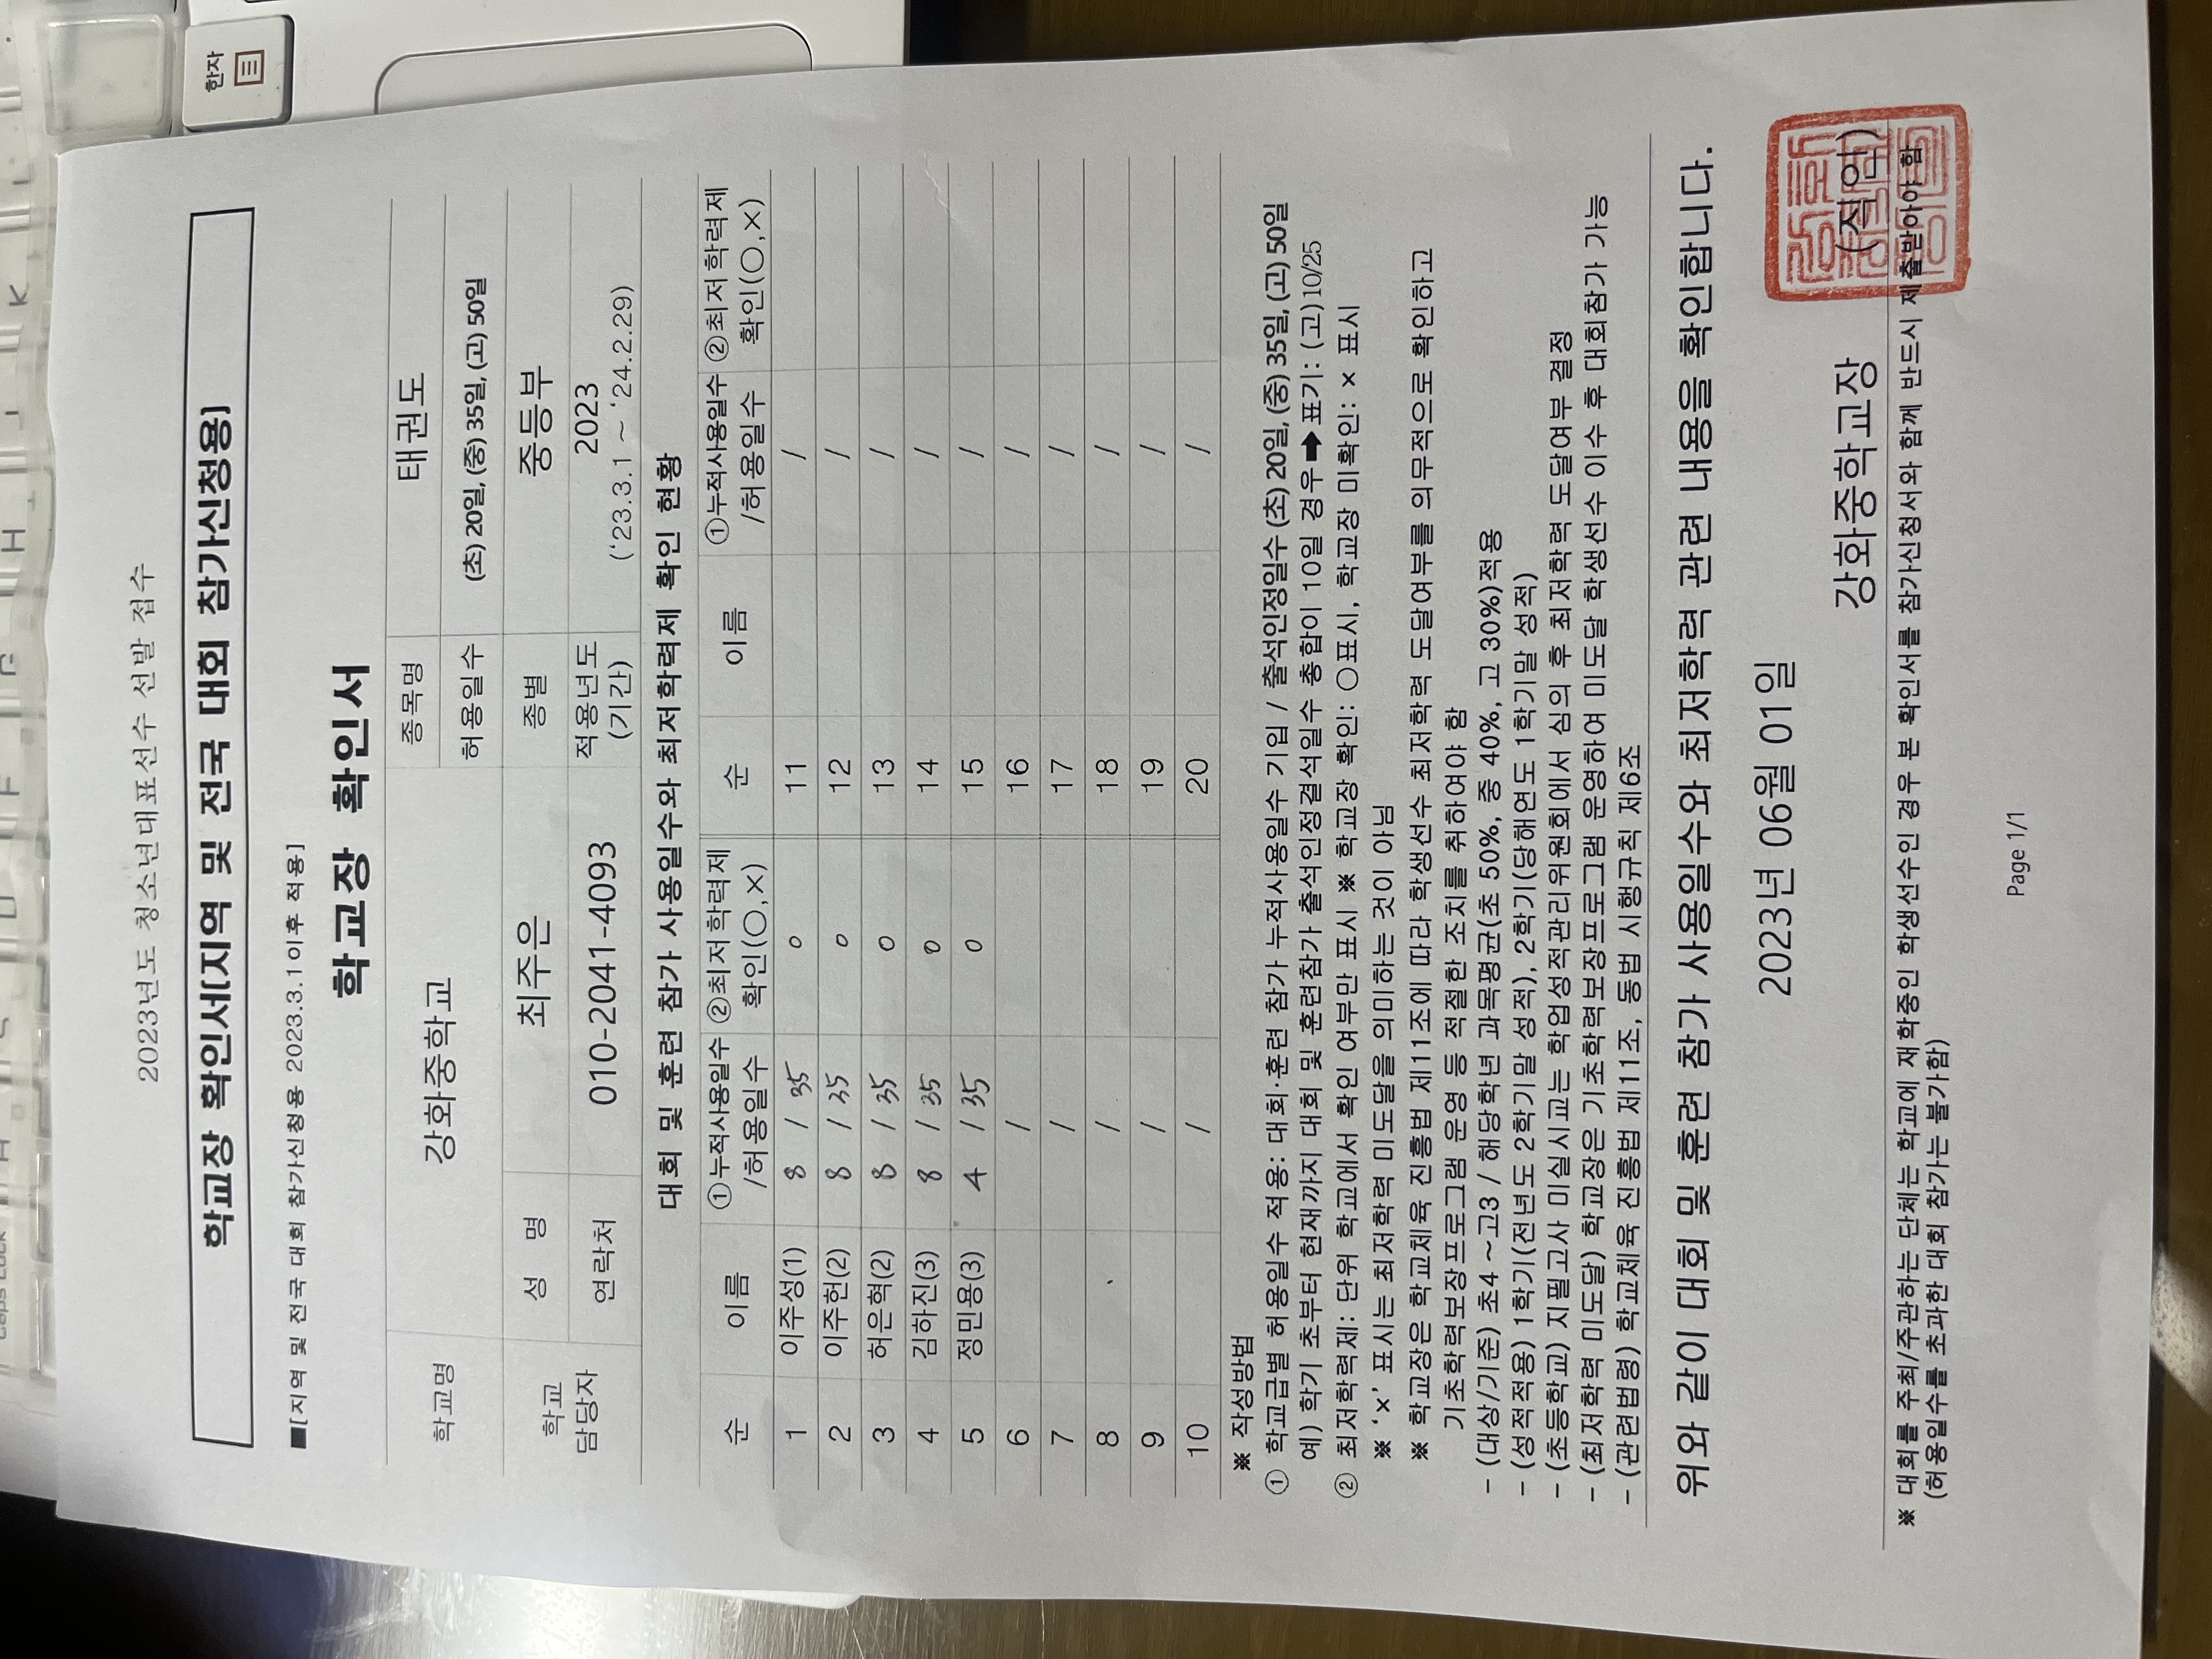 2023년도 청소년대표선수 선발 접수
학교장 확인서(지역 및 전국 대회 참가신청용)
■[지역 및 전국 대회 참가신청용 2023.3.1이후 적용]
학교장 확인서
학교명 강화중학교 종목명 태권도
허용일수 (초) 20일, (중) 35일, (고) 50일
학교 담당자 성 명 최주은 종별 중등부
연락처 010-2041-4093 적용년도 (기간) 2023 ('23.3.1 ~ '24.2.29)
대회 및 훈련 참가 사용일수와 최저학력제 확인 현황
순 이름 ①누적사용일수 /허용일수 ②최저학력제 확인(○,×) 순 이름 ①누적사용일수 /허용일수 ②최저학력제 확인(○,×)
1 이주성(1) 8 / 35 0 11 /
2 이주헌(2) 8 / 35 0 12 /
3 허은혁(2) 8 / 35 0 13 /
4 김하진(3) 8 / 35 0 14 /
5 정민용(3) 4 / 35 0 15 /
6 / 16 /
7 / 17 /
8 / 18 /
9 / 19 /
10 / 20 /
※ 작성방법
① 학교급별 허용일수 적용: 대회·훈련 참가 누적사용일수 기입 / 출석인정일수 (초) 20일, (중) 35일, (고) 50일
예) 학기 초부터 현재까지 대회 및 훈련참가 출석인정결석일수 총합이 10일 경우 ➡ 표기: (고)10/25
② 최저학력제: 단위 학교에서 확인 여부만 표시 ※ 학교장 확인: ○표시, 학교장 미확인: × 표시
※ '×' 표시는 최저학력 미도달을 의미하는 것이 아님
※ 학교장은 학교체육 진흥법 제11조에 따라 학생선수 최저학력 도달여부를 의무적으로 확인하고
기초학력보장프로그램 운영 등 적절한 조치를 취하여야 함
- (대상/기준) 초4 ~고3 / 해당학년 과목평균(초 50%, 중 40%, 고 30%)적용
- (성적적용) 1학기(전년도 2학기말 성적), 2학기(당해연도 1학기말 성적)
- (초등학교) 지필고사 미실시교는 학업성적관리위원회에서 심의 후 최저학력 도달여부 결정
- (최저학력 미도달) 학교장은 기초학력보장프로그램 운영하여 미도달 학생선수 이수 후 대회참가 가능
- (관련법령) 학교체육 진흥법 제11조, 동법 시행규칙 제6조
위와 같이 대회 및 훈련 참가 사용일수와 최저학력 관련 내용을 확인합니다.
2023년 06월 01일
강화중학교장 (직인)
※ 대회를 주최/주관하는 단체는 학교에 재학중인 학생선수인 경우 본 확인서를 참가신청서와 함께 반드시 제출받아야 함
(허용일수를 초과한 대회 참가는 불가함)
Page 1/1
한자
K
J
H
G
F
D
S
A